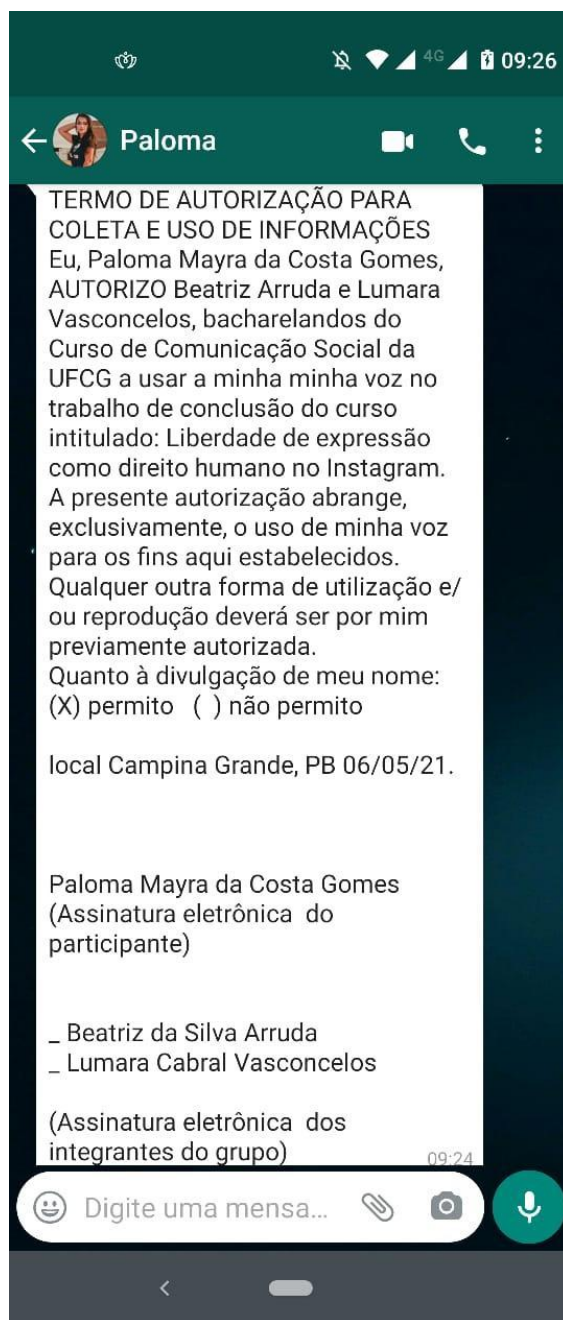 4G 09:26
Paloma
TERMO DE AUTORIZAÇÃO PARA
COLETA E USO DE INFORMAÇÕES
Eu, Paloma Mayra da Costa Gomes,
AUTORIZO Beatriz Arruda e Lumara
Vasconcelos, bacharelandos do
Curso de Comunicação Social da
UFCG a usar a minha minha voz no
trabalho de conclusão do curso
intitulado: Liberdade de expressão
como direito humano no Instagram.
A presente autorização abrange,
exclusivamente, o uso de minha voz
para os fins aqui estabelecidos.
Qualquer outra forma de utilização e/
ou reprodução deverá ser por mim
previamente autorizada.
Quanto à divulgação de meu nome:
(X) permito ( ) não permito
local Campina Grande, PB 06/05/21.
Paloma Mayra da Costa Gomes
(Assinatura eletrônica do
participante)
_ Beatriz da Silva Arruda
_ Lumara Cabral Vasconcelos
(Assinatura eletrônica dos
integrantes do grupo)
09:24
Digite uma mensa...